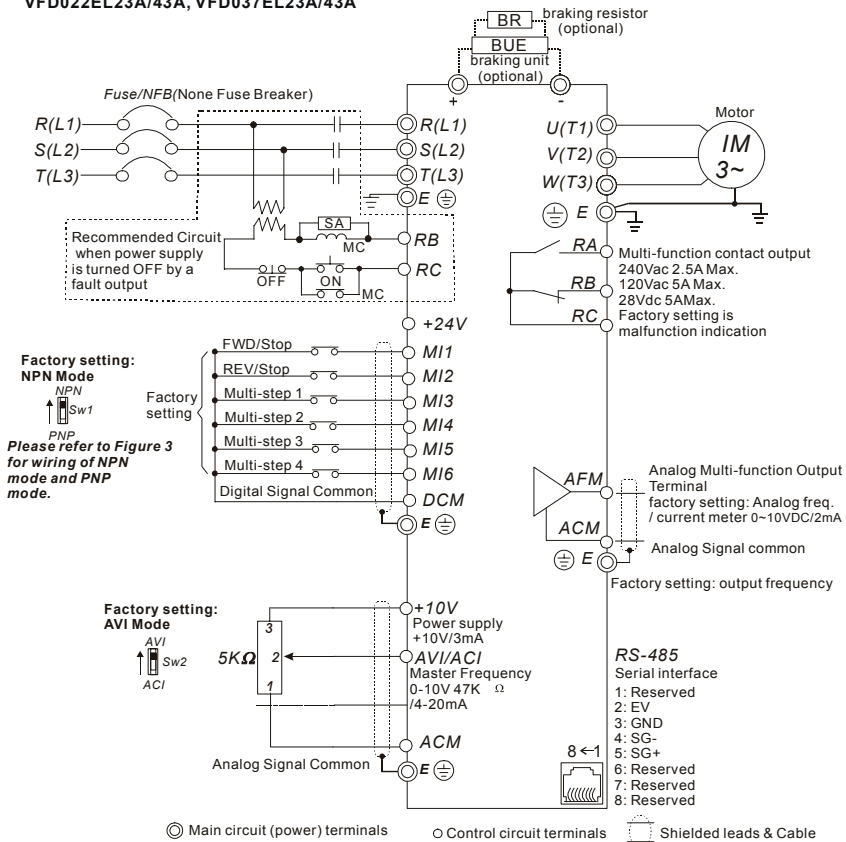 VFD022EL23A/43A, VFD037EL23A/43A
BR
braking resistor
(optional)
BUE
braking unit
(optional)
+
-
Fuse/NFB(None Fuse Breaker)
R(L1)
S(L2)
T(L3)
R(L1)
S(L2)
T(L3)
E
U(T1)
V(T2)
W(T3)
E
Motor
IM
3~
Recommended Circuit
when power supply
is turned OFF by a
fault output
SA
MC
OFF
ON
MC
RB
RC
RA
RB
RC
Multi-function contact output
240Vac 2.5A Max.
120Vac 5A Max.
28Vdc 5AMax.
Factory setting is
malfunction indication
+24V
Factory setting:
NPN Mode
NPN
Sw1
PNP
Please refer to Figure 3
for wiring of NPN
mode and PNP
mode.
Factory
setting
FWD/Stop
REV/Stop
Multi-step 1
Multi-step 2
Multi-step 3
Multi-step 4
Digital Signal Common
MI1
MI2
MI3
MI4
MI5
MI6
DCM
E
AFM
ACM
E
Analog Multi-function Output
Terminal
factory setting: Analog freq.
/ current meter 0~10VDC/2mA
Analog Signal common
Factory setting: output frequency
Factory setting:
AVI Mode
AVI
Sw2
ACI
5KΩ
3
2
1
+10V
Power supply
+10V/3mA
AVI/ACI
Master Frequency
0-10V 47K Ω
/4-20mA
ACM
Analog Signal Common
E
RS-485
Serial interface
1: Reserved
2: EV
3: GND
4: SG-
5: SG+
6: Reserved
7: Reserved
8: Reserved
8←1
Main circuit (power) terminals
Control circuit terminals
Shielded leads & Cable